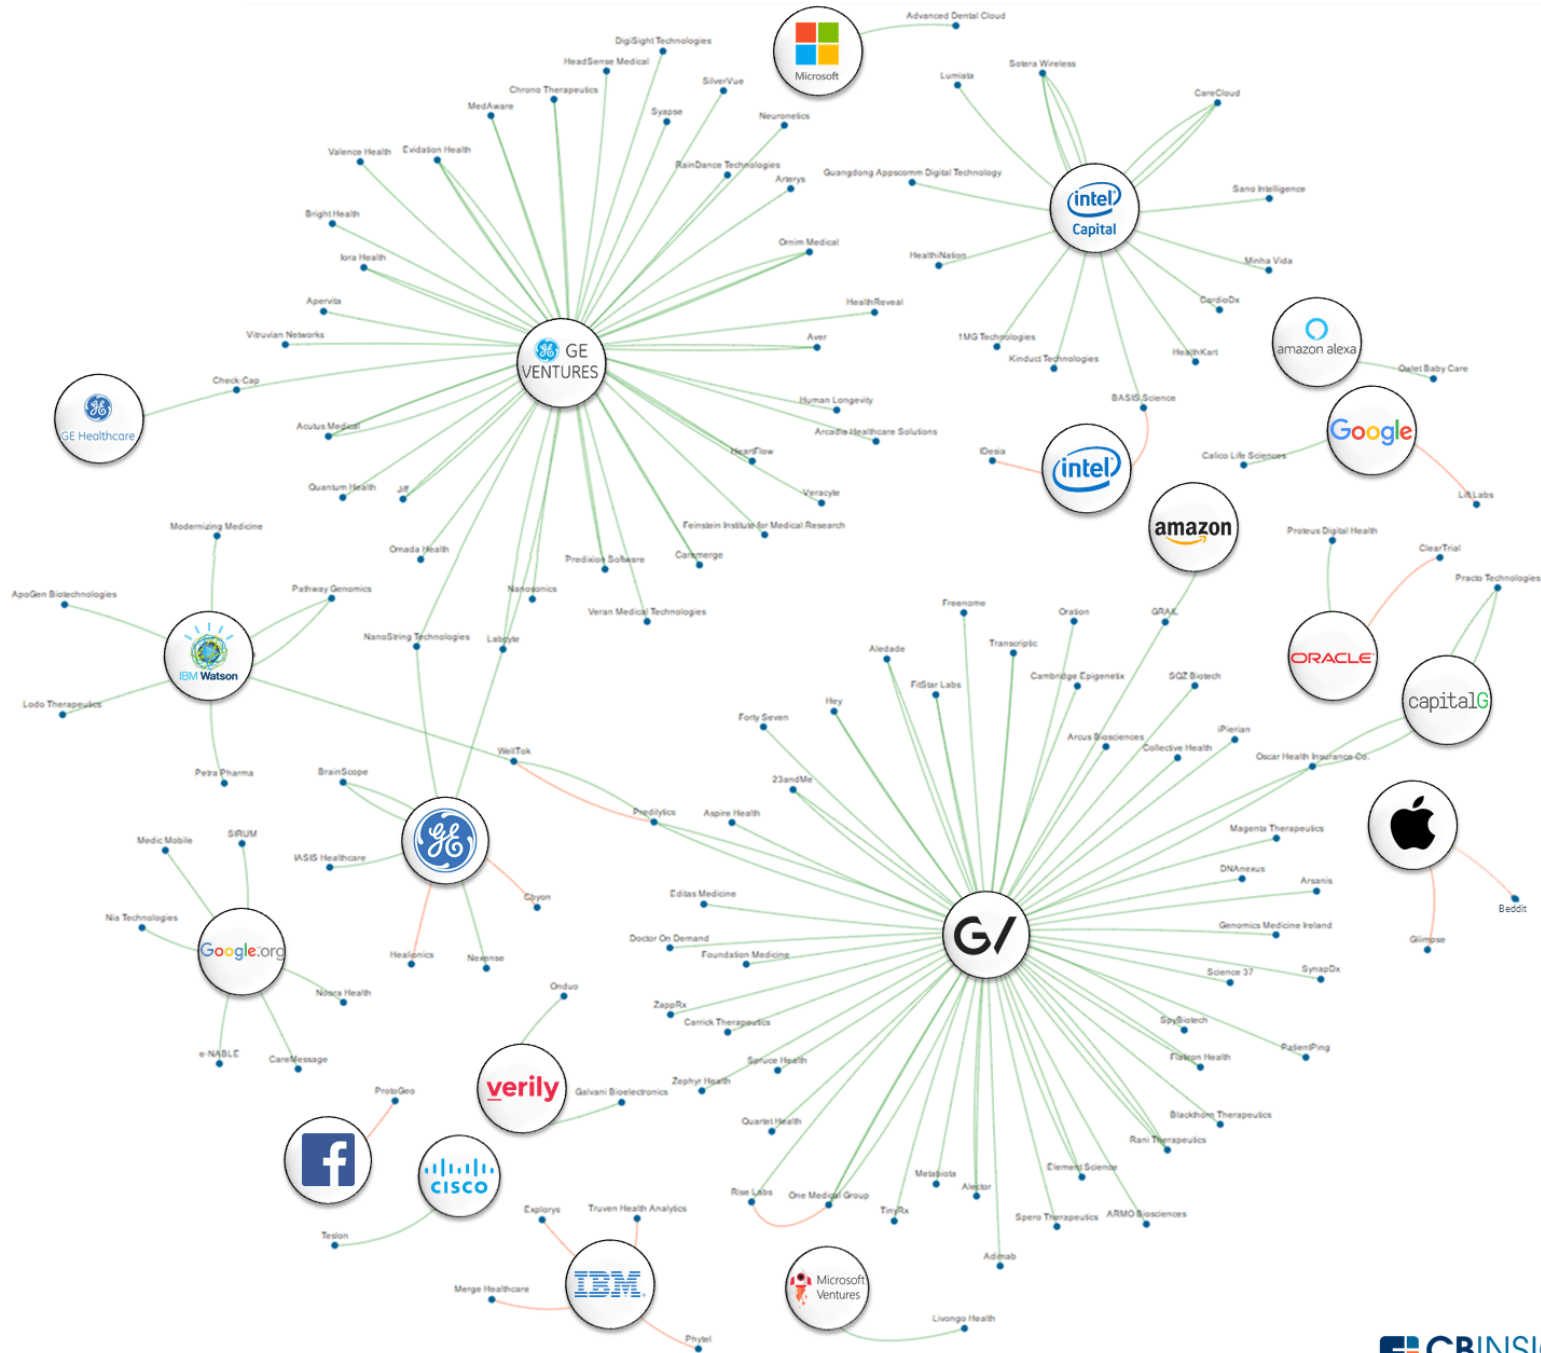 Advanced Dental Cloud
Microsoft
DigiSight Technologies
HeadSense Medical
Sotera Wireless
Lumiata
SilverVue
Chrono Therapeutics
CareCloud
MedAware
Syapse
Neuronetics
Valence Health
Evidation Health
RainDance Technologies
Guangdong Appscomm Digital Technology
Arterys
Sano Intelligence
intel
Capital
Bright Health
Ornim Medical
Iora Health
HealthiNation
Minha Vida
Apervita
HealthReveal
CardioDx
Vitruvian Networks
Aver
1MG Technologies
Kinduct Technologies
HealthKart
amazon alexa
GE
VENTURES
Owlet Baby Care
Check-Cap
GE Healthcare
Human Longevity
BASIS Science
Acutus Medical
Arcadia Healthcare Solutions
Google
HeartFlow
IDesia
intel
Calico Life Sciences
Quantum Health
Jiff
Veracyte
LiftLabs
Modernizing Medicine
Feinstein Institute for Medical Research
amazon
Proteus Digital Health
Omada Health
Predixion Software
Caremerge
ClearTrial
Practo Technologies
ApoGen Biotechnologies
Pathway Genomics
Nanosonics
Veran Medical Technologies
Freenome
Oration
GRAIL
NanoString Technologies
Labcyte
Aledade
Transcriptic
ORACLE
IBM Watson
FitStar Labs
Cambridge Epigenetix
SQZ Biotech
capitalG
Lodo Therapeutics
Hey
Forty Seven
Arcus Biosciences
iPierian
Collective Health
Oscar Health Insurance Co.
WellTok
Petra Pharma
BrainScope
23andMe
Predilytics
Aspire Health
Magenta Therapeutics
Medic Mobile
SIRUM
GE
IASIS Healthcare
DNAnexus
Arsanis
Editas Medicine
Cbyon
Beddit
Nia Technologies
Genomics Medicine Ireland
Google.org
G/
Doctor On Demand
Glimpse
Healionics
Nexense
Foundation Medicine
Science 37
SynapDx
Noora Health
Onduo
ZappRx
Carrick Therapeutics
SpyBiotech
e-NABLE
CareMessage
Spruce Health
Flatiron Health
PatientPing
ProtoGeo
verily
Galvani Bioelectronics
Zephyr Health
Quartet Health
Blackthorn Therapeutics
Rani Therapeutics
f
CISCO
Metabiota
Element Science
Rise Labs
One Medical Group
Alector
Explorys
Truven Health Analytics
TinyRx
Spero Therapeutics
ARMO Biosciences
Teslon
Adimab
IBM
Microsoft
Ventures
Merge Healthcare
Livongo Health
Phytel